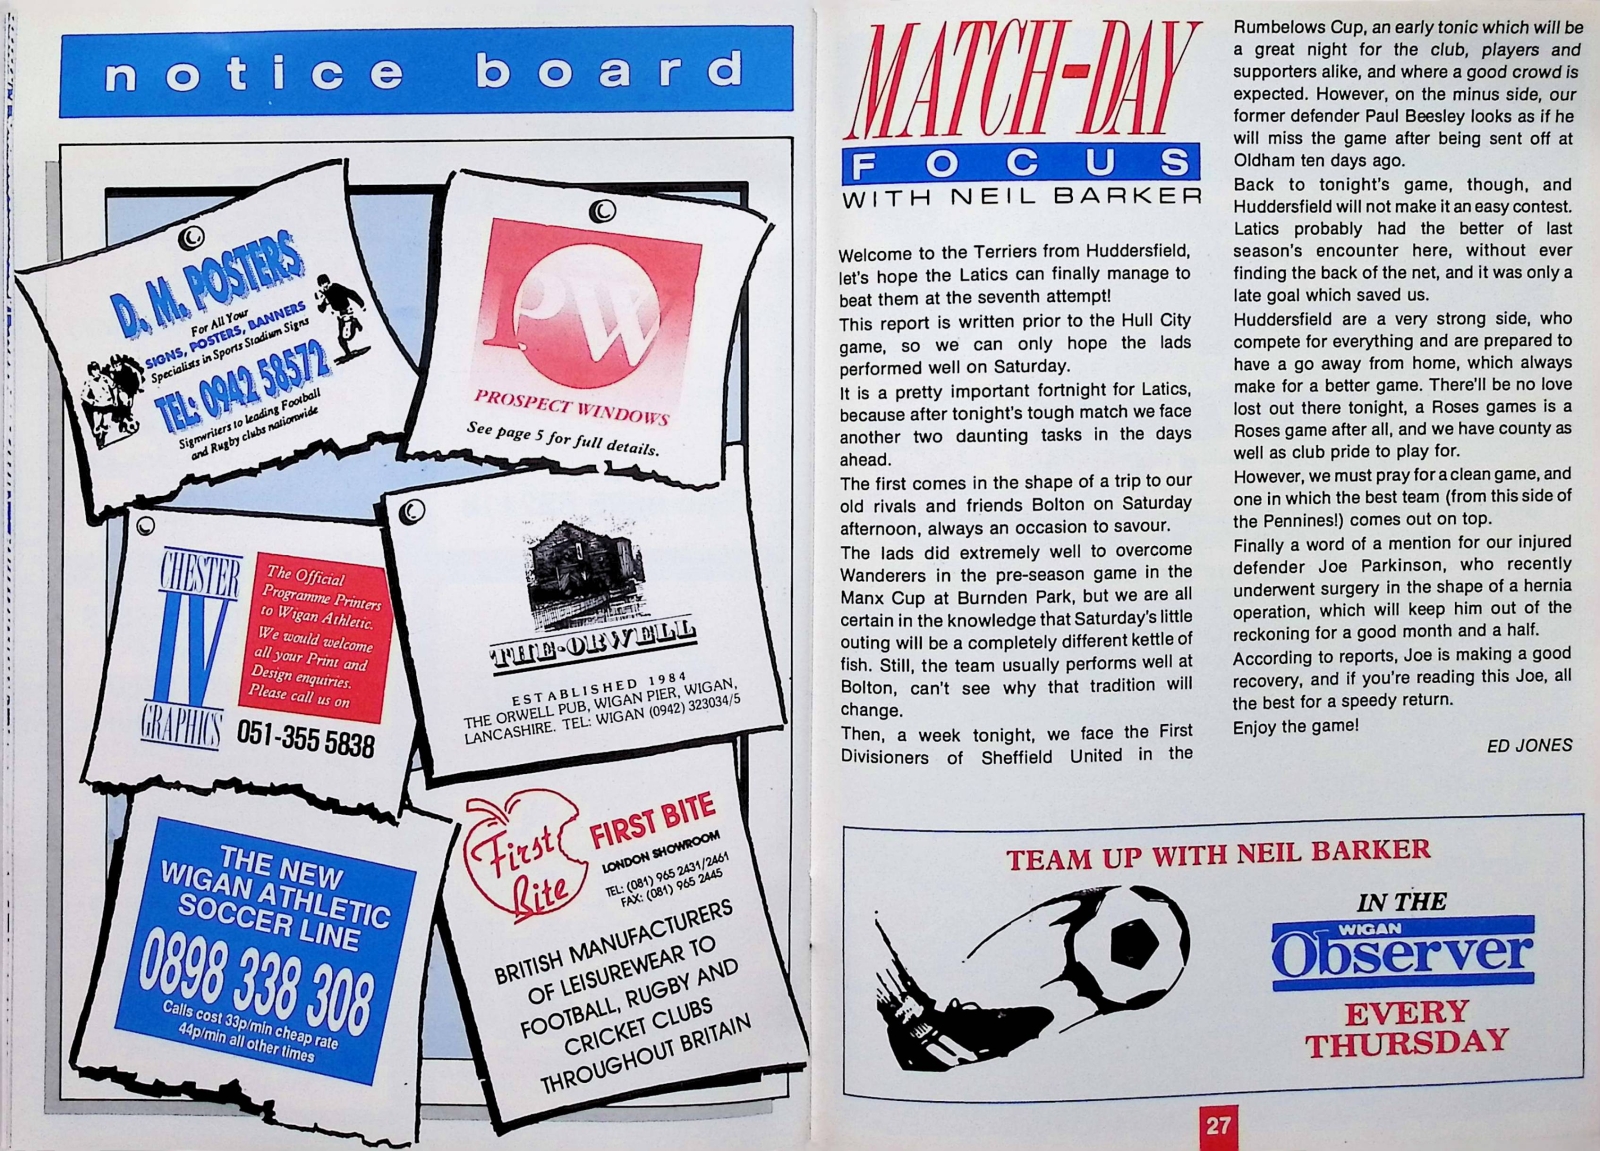 notice board
D. M. POSTERS
For All Your
SIGNS, POSTERS, BANNERS
Specialists in Sports Stadium Signs
TEL: 0942 58572
Signwriters to leading Football
and Rugby clubs nationwide
PW
PROSPECT WINDOWS
See page 5 for full details.
CHESTER
IV
GRAPHICS
The Official
Programme Printers
to Wigan Athletic.
We would welcome
all your Print and
Design enquiries.
Please call us on
051-355 5838
THE·ORWELL
ESTABLISHED 1984
THE ORWELL PUB, WIGAN PIER, WIGAN,
LANCASHIRE. TEL: WIGAN (0942) 323034/5
THE NEW
WIGAN ATHLETIC
SOCCER LINE
0898 338 308
Calls cost 33p/min cheap rate
44p/min all other times
First
Bite
FIRST BITE
LONDON SHOWROOM
TEL: (081) 965 2431/2461
FAX: (081) 965 2445
BRITISH MANUFACTURERS
OF LEISUREWEAR TO
FOOTBALL, RUGBY AND
CRICKET CLUBS
THROUGHOUT BRITAIN
MATCH-DAY
FOCUS
WITH NEIL BARKER
Welcome to the Terriers from Huddersfield,
let's hope the Latics can finally manage to
beat them at the seventh attempt!
This report is written prior to the Hull City
game, so we can only hope the lads
performed well on Saturday.
It is a pretty important fortnight for Latics,
because after tonight's tough match we face
another two daunting tasks in the days
ahead.
The first comes in the shape of a trip to our
old rivals and friends Bolton on Saturday
afternoon, always an occasion to savour.
The lads did extremely well to overcome
Wanderers in the pre-season game in the
Manx Cup at Burnden Park, but we are all
certain in the knowledge that Saturday's little
outing will be a completely different kettle of
fish. Still, the team usually performs well at
Bolton, can't see why that tradition will
change.
Then, a week tonight, we face the First
Divisioners of Sheffield United in the
Rumbelows Cup, an early tonic which will be
a great night for the club, players and
supporters alike, and where a good crowd is
expected. However, on the minus side, our
former defender Paul Beesley looks as if he
will miss the game after being sent off at
Oldham ten days ago.
Back to tonight's game, though, and
Huddersfield will not make it an easy contest.
Latics probably had the better of last
season's encounter here, without ever
finding the back of the net, and it was only a
late goal which saved us.
Huddersfield are a very strong side, who
compete for everything and are prepared to
have a go away from home, which always
make for a better game. There'll be no love
lost out there tonight, a Roses games is a
Roses game after all, and we have county as
well as club pride to play for.
However, we must pray for a clean game, and
one in which the best team (from this side of
the Pennines!) comes out on top.
Finally a word of a mention for our injured
defender Joe Parkinson, who recently
underwent surgery in the shape of a hernia
operation, which will keep him out of the
reckoning for a good month and a half.
According to reports, Joe is making a good
recovery, and if you're reading this Joe, all
the best for a speedy return.
Enjoy the game!
ED JONES
TEAM UP WITH NEIL BARKER
IN THE
WIGAN
Observer
EVERY
THURSDAY
27